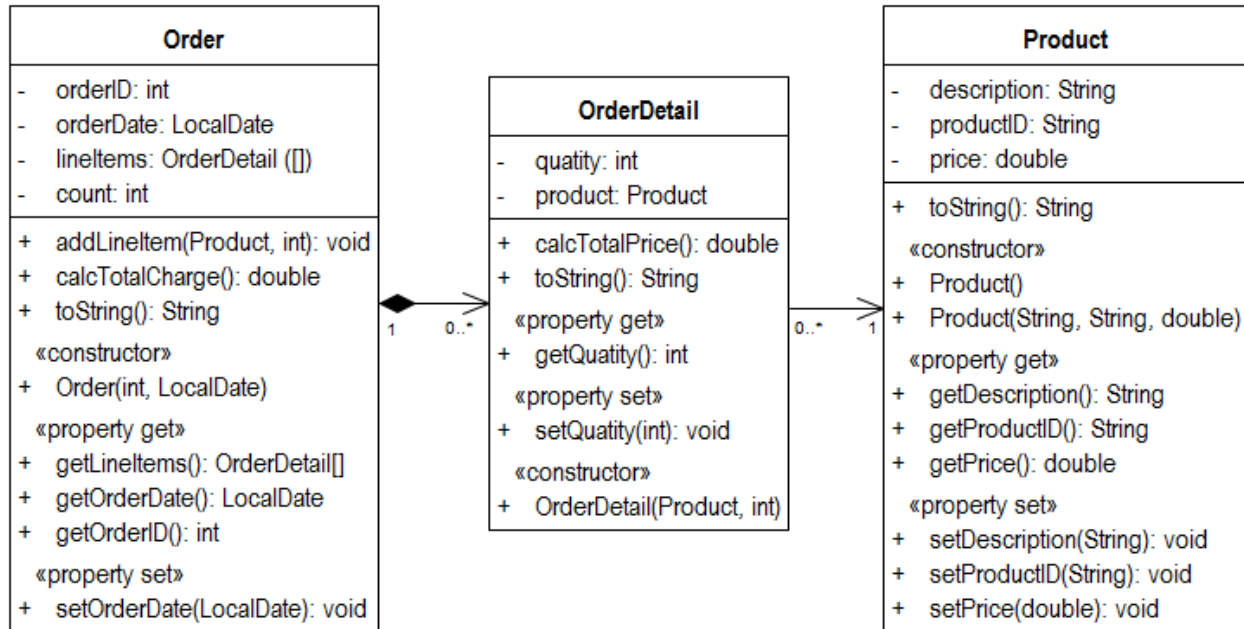 Order
- orderID: int
- orderDate: LocalDate
- lineItems: OrderDetail ([])
- count: int
+ addLineItem(Product, int): void
+ calcTotalCharge(): double
+ toString(): String
«constructor»
+ Order(int, LocalDate)
«property get»
+ getLineItems(): OrderDetail[]
+ getOrderDate(): LocalDate
+ getOrderID(): int
«property set»
+ setOrderDate(LocalDate): void
1
0..*
OrderDetail
- quatity: int
- product: Product
+ calcTotalPrice(): double
+ toString(): String
«property get»
+ getQuatity(): int
«property set»
+ setQuatity(int): void
«constructor»
+ OrderDetail(Product, int)
0..*
1
Product
- description: String
- productID: String
- price: double
+ toString(): String
«constructor»
+ Product()
+ Product(String, String, double)
«property get»
+ getDescription(): String
+ getProductID(): String
+ getPrice(): double
«property set»
+ setDescription(String): void
+ setProductID(String): void
+ setPrice(double): void